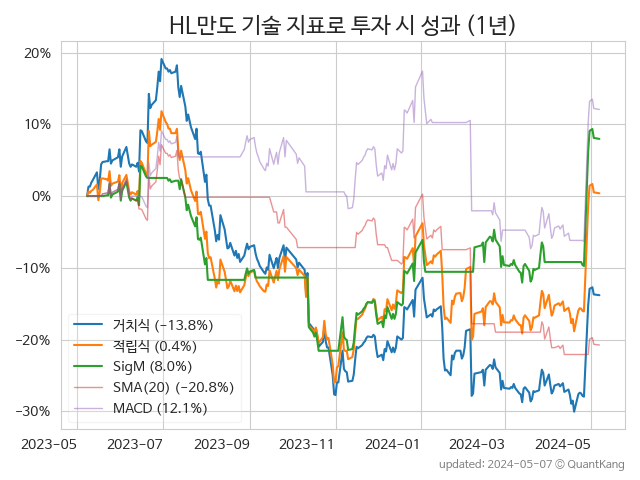 HL만도 기술 지표로 투자 시 성과 (1년)
20%
10%
0%
−10%
−20%
−30%
거치식 (−13.8%)
적립식 (0.4%)
SigM (8.0%)
SMA(20) (−20.8%)
MACD (12.1%)
2023-05 2023-07 2023-09 2023-11 2024-01 2024-03 2024-05
updated: 2024-05-07 © QuantKang